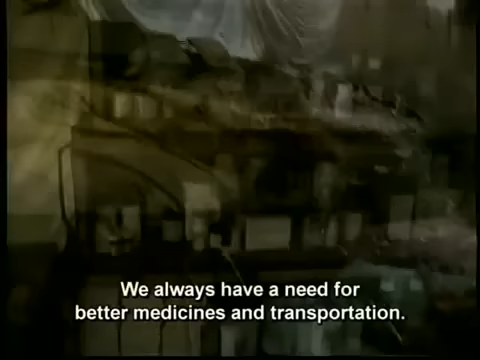 We always have a need for
better medicines and transportation.